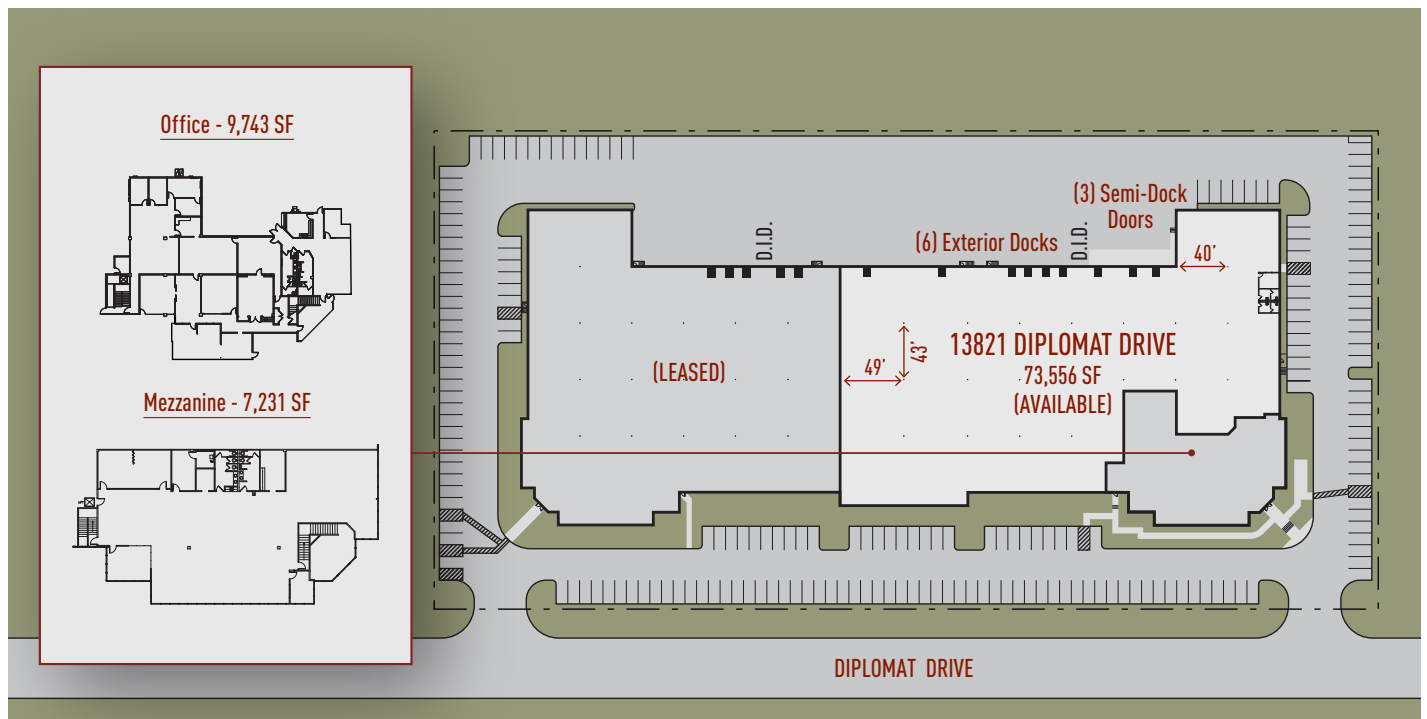 Office - 9,743 SF
Mezzanine - 7,231 SF
D.I.D.
(6) Exterior Docks
D.I.D.
(3) Semi-Dock
Doors
40'
(LEASED)
49'
43'
13821 DIPLOMAT DRIVE
73,556 SF
(AVAILABLE)
DIPLOMAT DRIVE